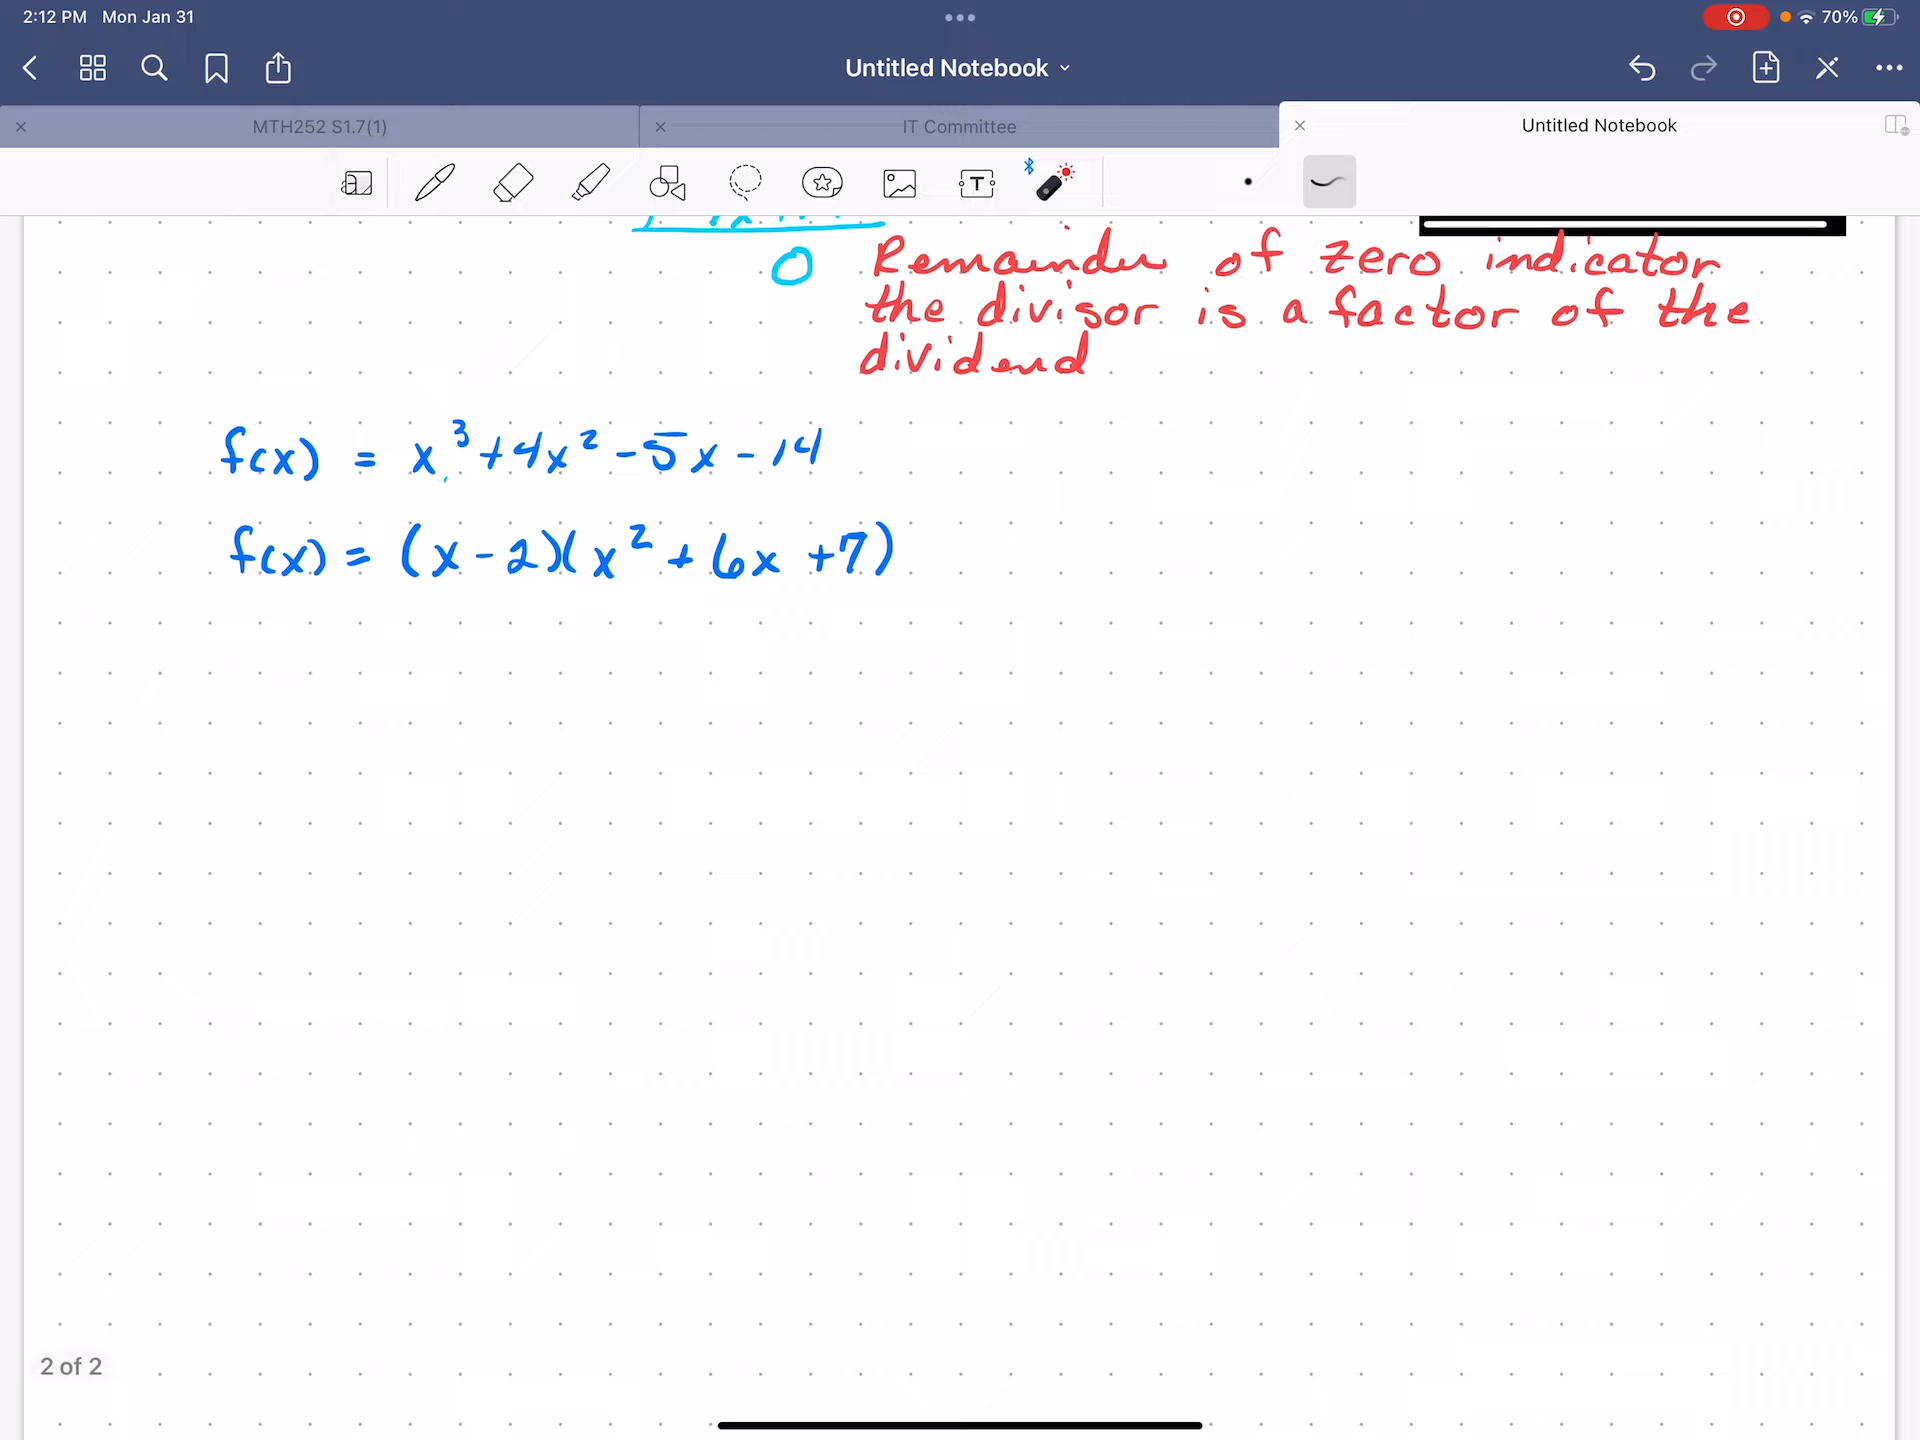 2:12 PM Mon Jan 31
70%
Untitled Notebook
MTH252 S1.7(1)
IT Committee
Untitled Notebook
0 Remainder of zero indicator
the divisor is a factor of the
dividend
f(x) = x³+4x²-5x-14
f(x) = (x-2)(x²+6x+7)
2 of 2